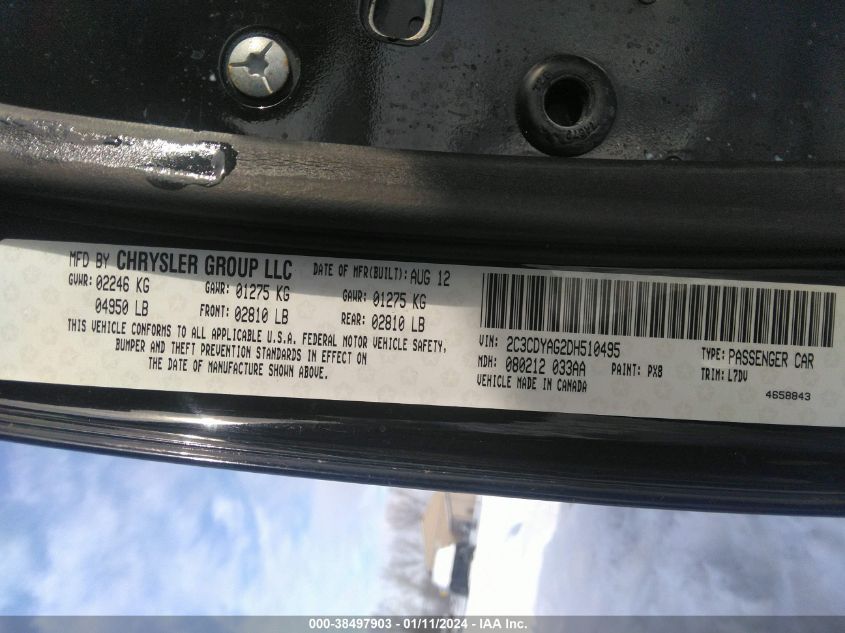 MFD BY CHRYSLER GROUP LLC DATE OF MFR(BUILT): AUG 12
GVWR: 02246 KG GAWR: 01275 KG GAWR: 01275 KG
04950 LB FRONT: 02810 LB REAR: 02810 LB
THIS VEHICLE CONFORMS TO ALL APPLICABLE U.S.A. FEDERAL MOTOR VEHICLE SAFETY,
BUMPER AND THEFT PREVENTION STANDARDS IN EFFECT ON
THE DATE OF MANUFACTURE SHOWN ABOVE.
VIN: 2C3CDYAG2DH510495 TYPE: PASSENGER CAR
MDH: 080212 033AA PAINT: PX8 TRIM: L7DV
VEHICLE MADE IN CANADA 4658843
000-38497903 - 01/11/2024 - IAA Inc.